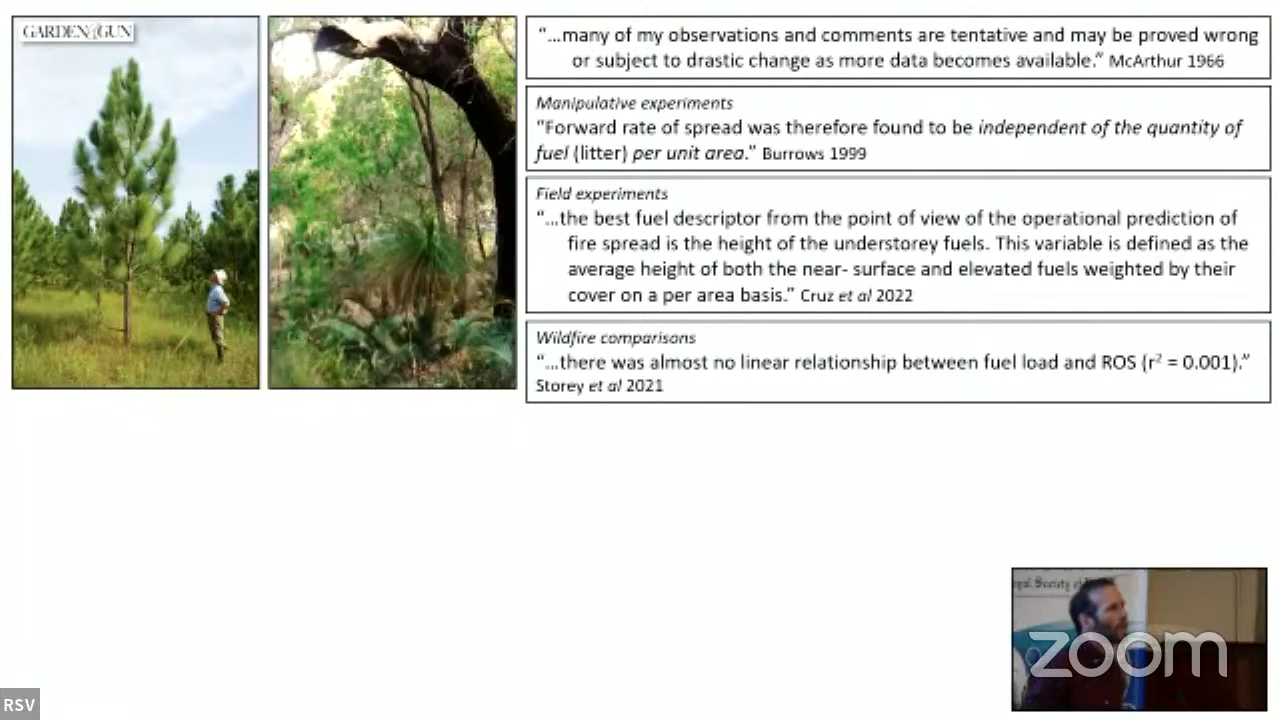 GARDEN&GUN
“...many of my observations and comments are tentative and may be proved wrong
or subject to drastic change as more data becomes available.” McArthur 1966
Manipulative experiments
“Forward rate of spread was therefore found to be independent of the quantity of
fuel (litter) per unit area.” Burrows 1999
Field experiments
“...the best fuel descriptor from the point of view of the operational prediction of
fire spread is the height of the understorey fuels. This variable is defined as the
average height of both the near- surface and elevated fuels weighted by their
cover on a per area basis.” Cruz et al 2022
Wildfire comparisons
“...there was almost no linear relationship between fuel load and ROS (r² = 0.001).”
Storey et al 2021
Society of
zoom
RSV